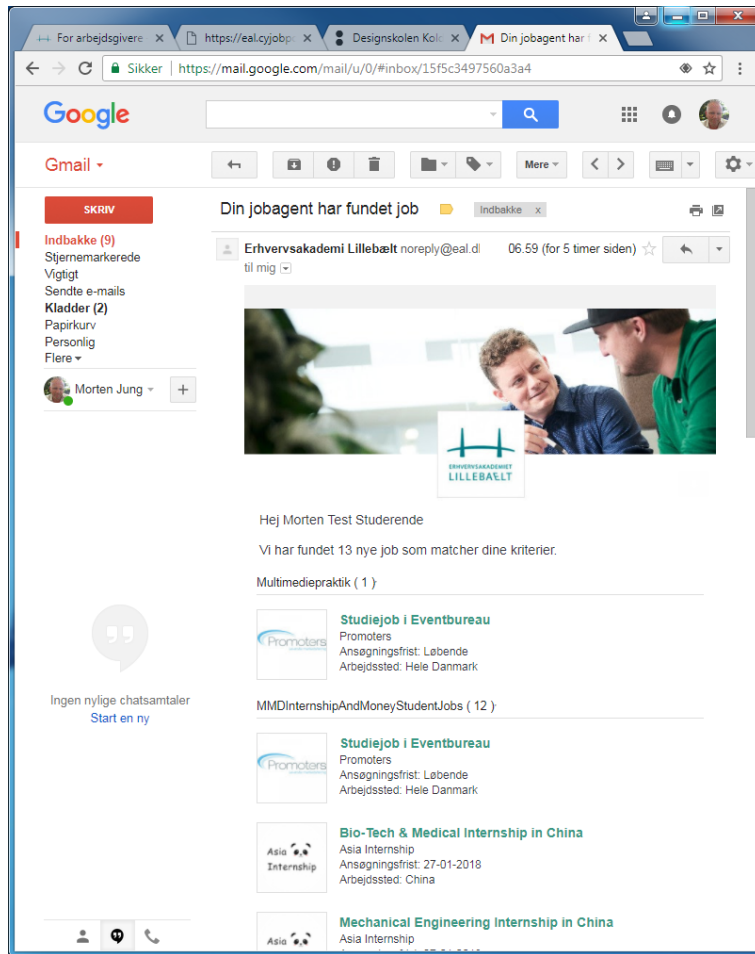 For arbejdsgivere
https://eal.cyjobp
Designskolen Kol
Din jobagent har f
Sikker | https://mail.google.com/mail/u/0/#inbox/15f5c3497560a3a4
Google
Gmail
Mere
SKRIV
Din jobagent har fundet job
Indbakke x
Indbakke (9)
Stjernemarkerede
Vigtigt
Sendte e-mails
Kladder (2)
Papirkurv
Personlig
Flere
Morten Jung
Erhvervsakademi Lillebælt noreply@eal.dl 06.59 (for 5 timer siden)
til mig
ERHVERVSAKADEMIET
LILLEBAELT
Hej Morten Test Studerende
Vi har fundet 13 nye job som matcher dine kriterier.
Multimediepraktik ( 1 )
Promoters
Studiejob i Eventbureau
Promoters
Ansøgningsfrist: Løbende
Arbejdssted: Hele Danmark
MMDInternshipAndMoneyStudentJobs ( 12 )
Promoters
Studiejob i Eventbureau
Promoters
Ansøgningsfrist: Løbende
Arbejdssted: Hele Danmark
Asia
Internship
Bio-Tech & Medical Internship in China
Asia Internship
Ansøgningsfrist: 27-01-2018
Arbejdssted: China
Asia
Mechanical Engineering Internship in China
Asia Internship
Ingen nylige chatsamtaler
Start en ny